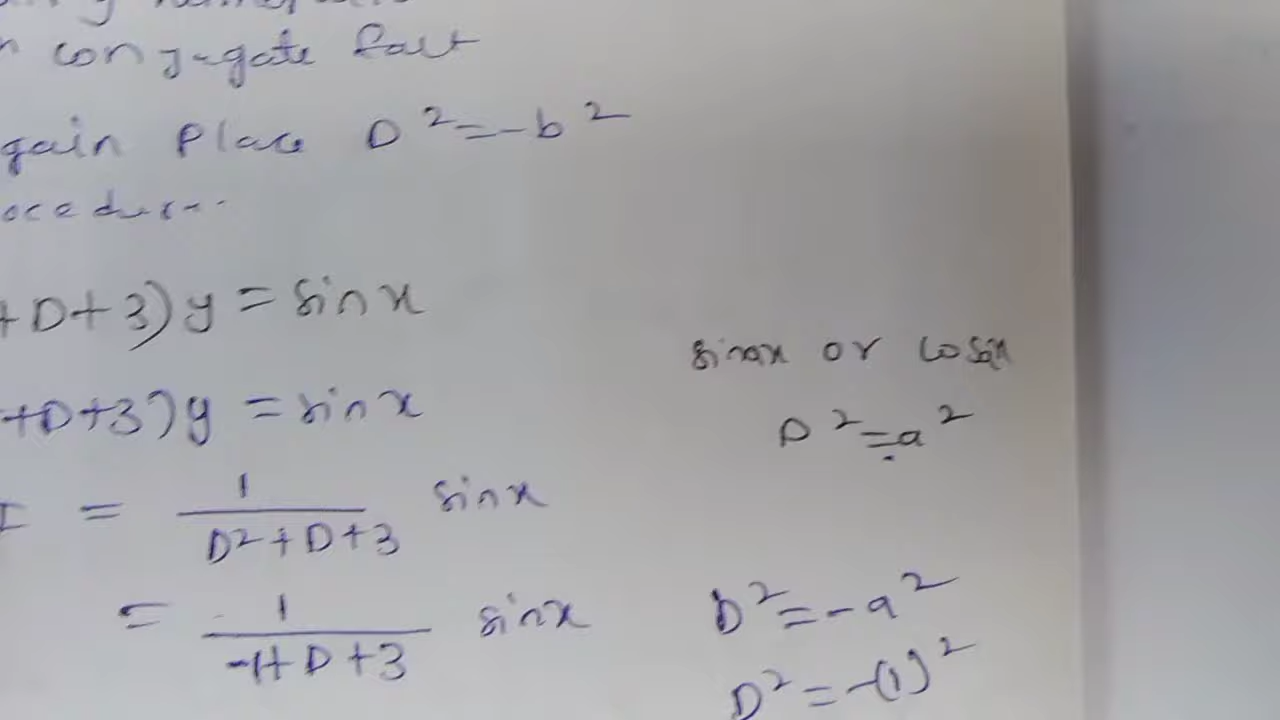 conjugate fact
gain Place D² = -b²
+D+3)y = sin x
+D+3)y = sin x
I = 1/(D²+D+3) sin x
= 1/(-1+D+3) sin x
sin ax or cos ax
D² = a²
D² = -a²
D² = -(1)²